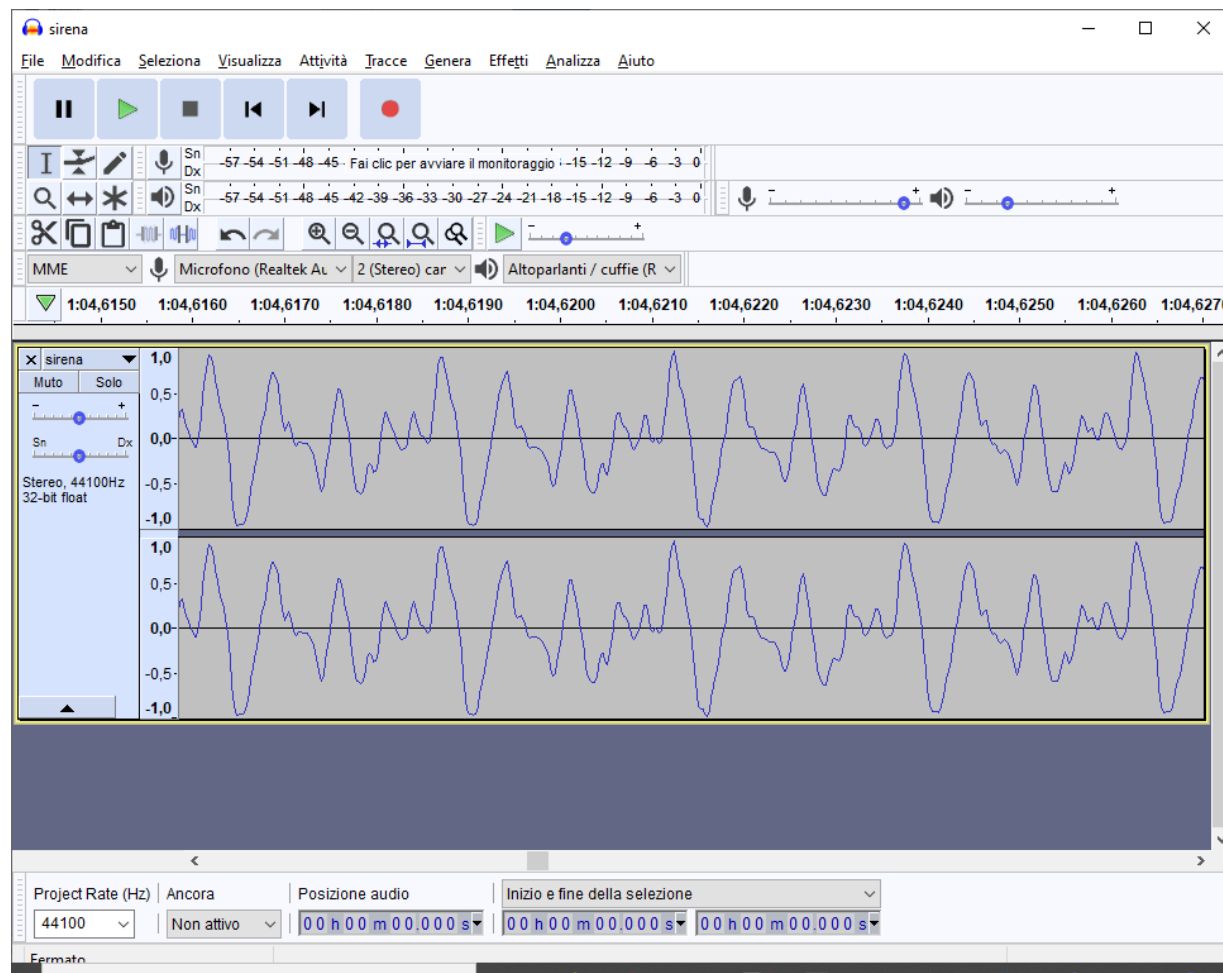 sirena
File Modifica Seleziona Visualizza Attività Tracce Genera Effetti Analizza Aiuto
Sn
Dx
-57 -54 -51 -48 -45 Fai clic per avviare il monitoraggio -15 -12 -9 -6 -3 0
Sn
Dx
-57 -54 -51 -48 -45 -42 -39 -36 -33 -30 -27 -24 -21 -18 -15 -12 -9 -6 -3 0
- +
- +
- +
MME Microfono (Realtek Au 2 (Stereo) car Altoparlanti / cuffie (R
1:04,6150 1:04,6160 1:04,6170 1:04,6180 1:04,6190 1:04,6200 1:04,6210 1:04,6220 1:04,6230 1:04,6240 1:04,6250 1:04,6260 1:04,627
sirena
Muto Solo
- +
Sn Dx
Stereo, 44100Hz
32-bit float
1,0
0,5
0,0
-0,5
-1,0
1,0
0,5
0,0
-0,5
-1,0
Project Rate (Hz) Ancora Posizione audio Inizio e fine della selezione
44100 Non attivo 00 h 00 m 00.000 s 00 h 00 m 00.000 s 00 h 00 m 00.000 s
Fermato